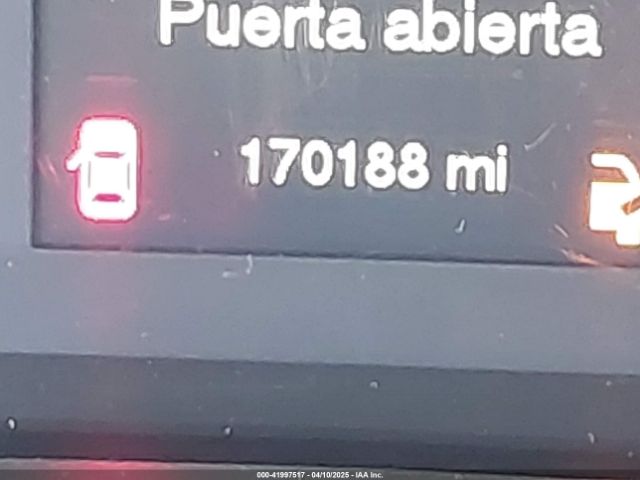 Puerta abierta
170188 mi
000-41997517 - 04/10/2025 - IAA Inc.